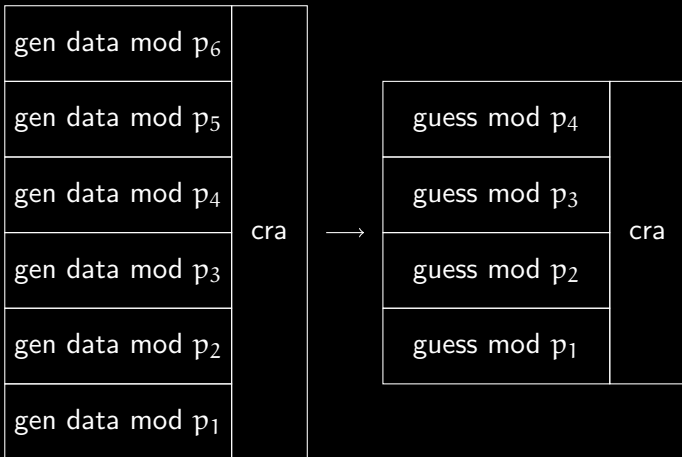 gen data mod p₆
gen data mod p₅
gen data mod p₄
gen data mod p₃
gen data mod p₂
gen data mod p₁
cra
⟶
guess mod p₄
guess mod p₃
guess mod p₂
guess mod p₁
cra